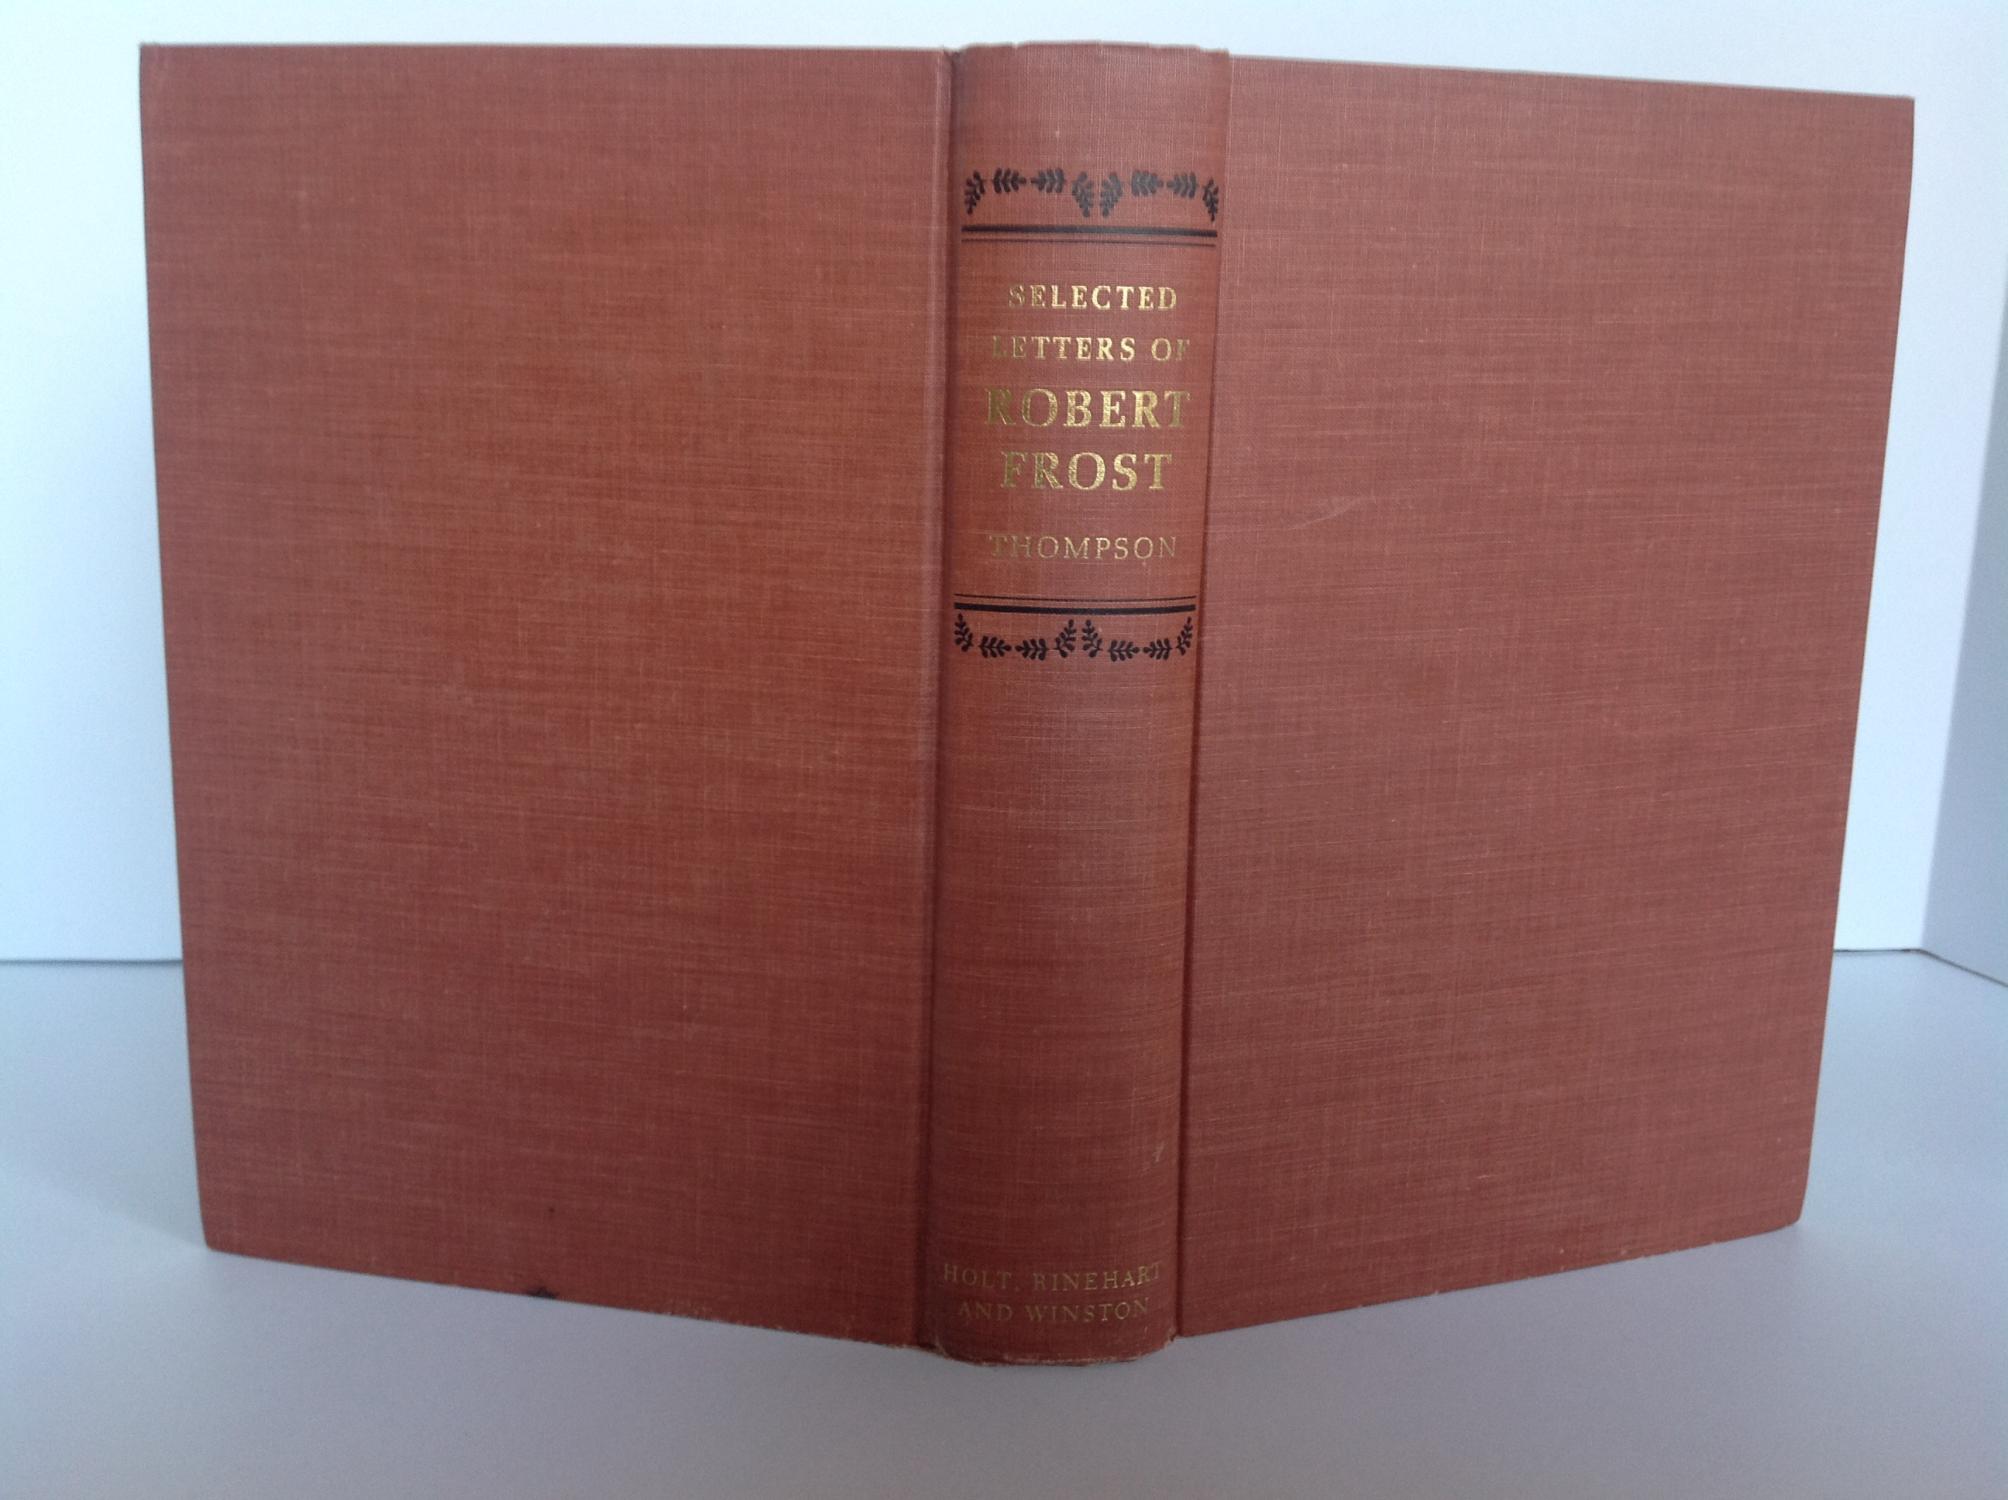 SELECTED
LETTERS OF
ROBERT
FROST
THOMPSON
HOLT, RINEHART
AND WINSTON